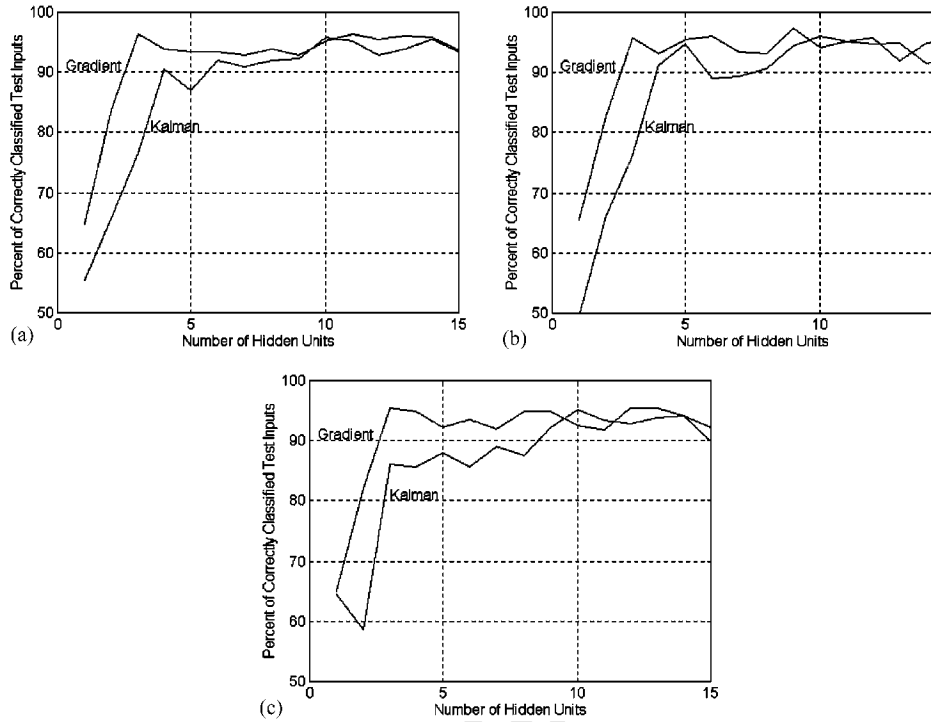 100
90
80
70
60
50
Percent of Correctly Classified Test Inputs
Gradient
Kalman
0
5
10
15
Number of Hidden Units
(a)
100
90
80
70
60
50
Percent of Correctly Classified Test Inputs
Gradient
Kalman
0
5
10
Number of Hidden Units
(b)
100
90
80
70
60
50
Percent of Correctly Classified Test Inputs
Gradient
Kalman
0
5
10
15
Number of Hidden Units
(c)